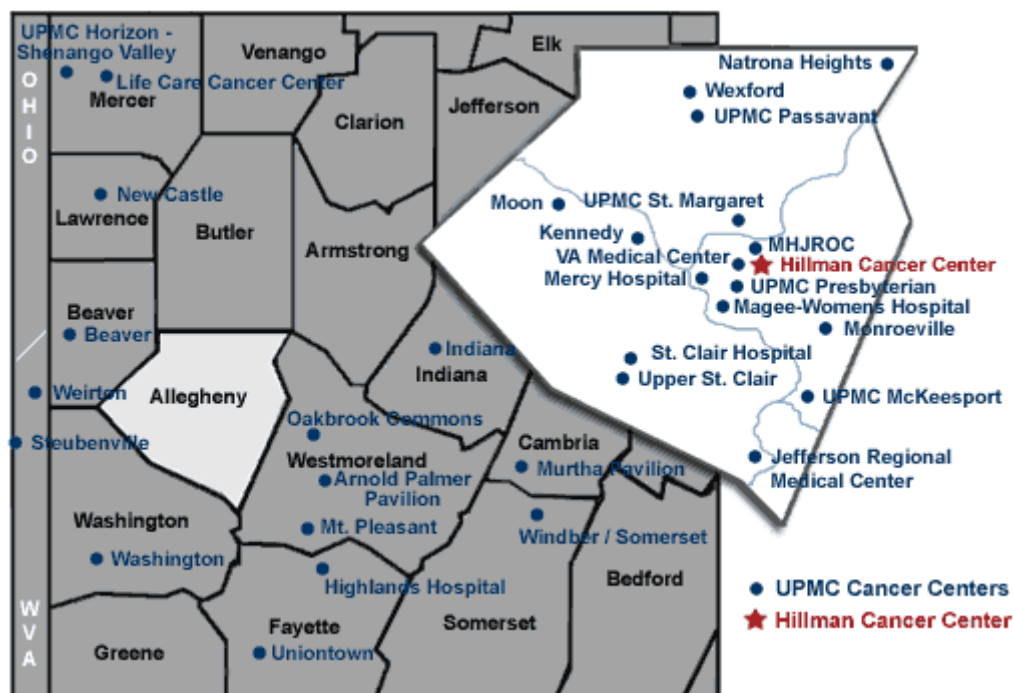 UPMC Horizon -
Shenango Valley
Life Care Cancer Center
Mercer
Venango
Elk
Jefferson
Clarion
OHIO
New Castle
Lawrence
Butler
Armstrong
Beaver
Beaver
Indiana
Indiana
Weirton
Allegheny
Steubenville
Oakbrook Commons
Westmoreland
Arnold Palmer
Pavilion
Cambria
Murtha Pavilion
Washington
Mt. Pleasant
Windber / Somerset
Washington
Highlands Hospital
Bedford
WVA
Greene
Fayette
Uniontown
Somerset
Natrona Heights
Wexford
UPMC Passavant
Moon
UPMC St. Margaret
Kennedy
MHJROC
VA Medical Center
Hillman Cancer Center
Mercy Hospital
UPMC Presbyterian
Magee-Womens Hospital
Monroeville
St. Clair Hospital
Upper St. Clair
UPMC McKeesport
Jefferson Regional
Medical Center
UPMC Cancer Centers
Hillman Cancer Center